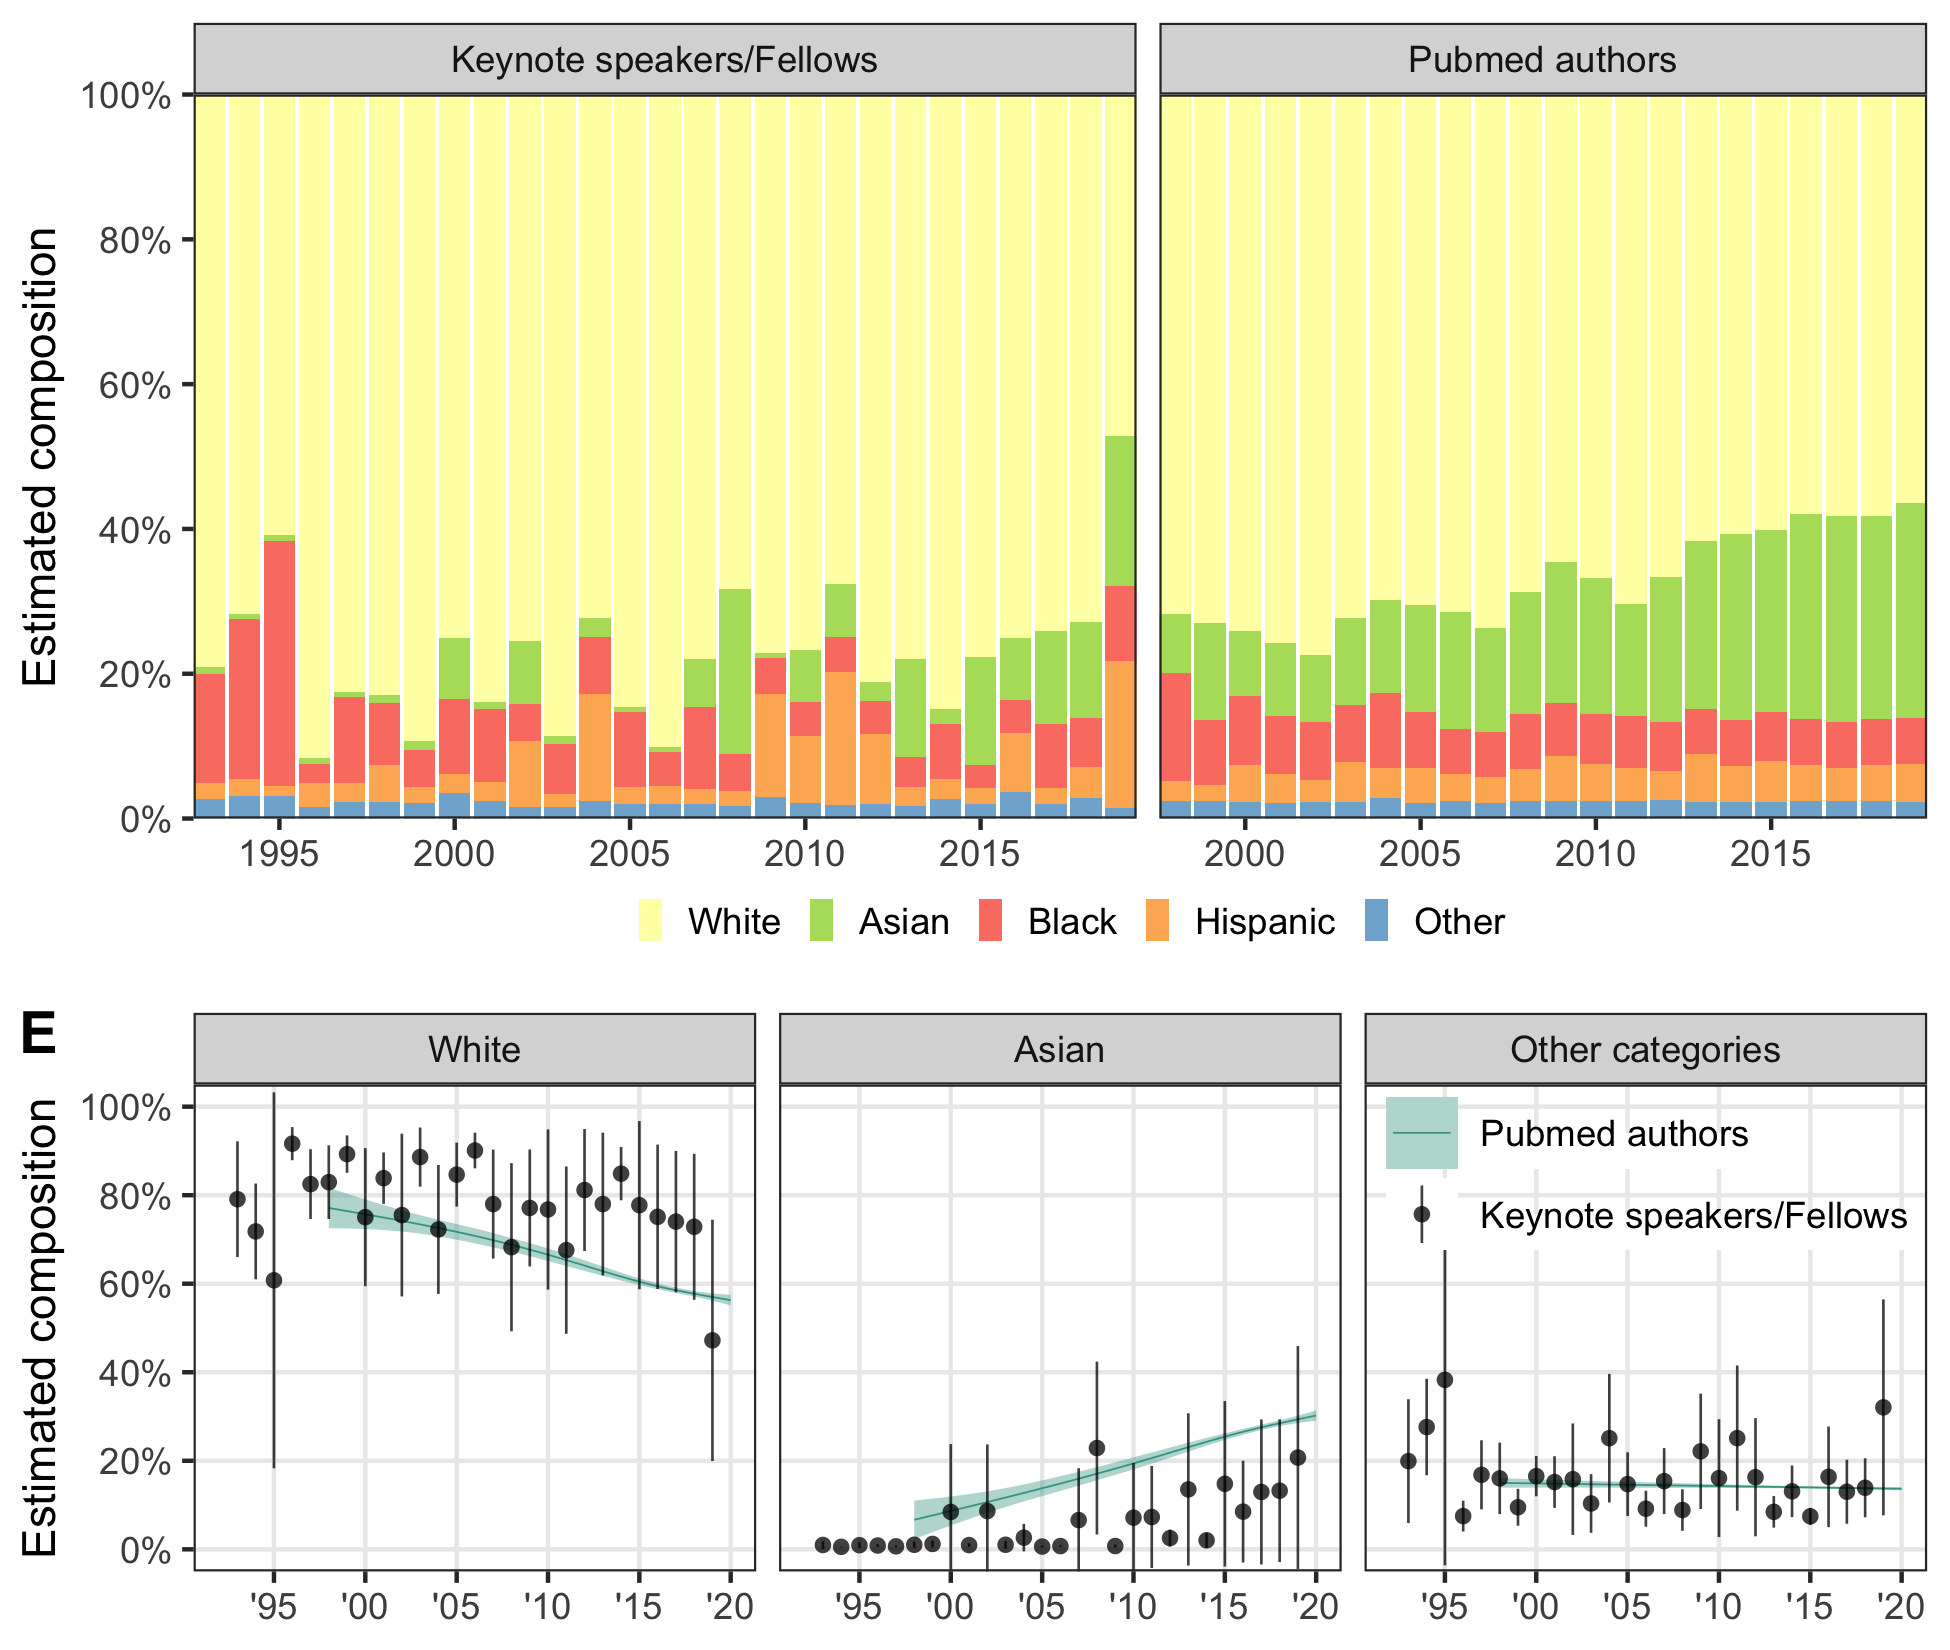 Keynote speakers/Fellows
Pubmed authors
Estimated composition
100%
80%
60%
40%
20%
0%
1995 2000 2005 2010 2015
2000 2005 2010 2015
White Asian Black Hispanic Other
E
White
Asian
Other categories
Estimated composition
100%
80%
60%
40%
20%
0%
Pubmed authors
Keynote speakers/Fellows
'95 '00 '05 '10 '15 '20
'95 '00 '05 '10 '15 '20
'95 '00 '05 '10 '15 '20